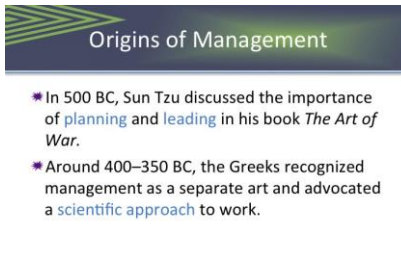 Origins of Management
In 500 BC, Sun Tzu discussed the importance
of planning and leading in his book The Art of
War.
Around 400–350 BC, the Greeks recognized
management as a separate art and advocated
a scientific approach to work.